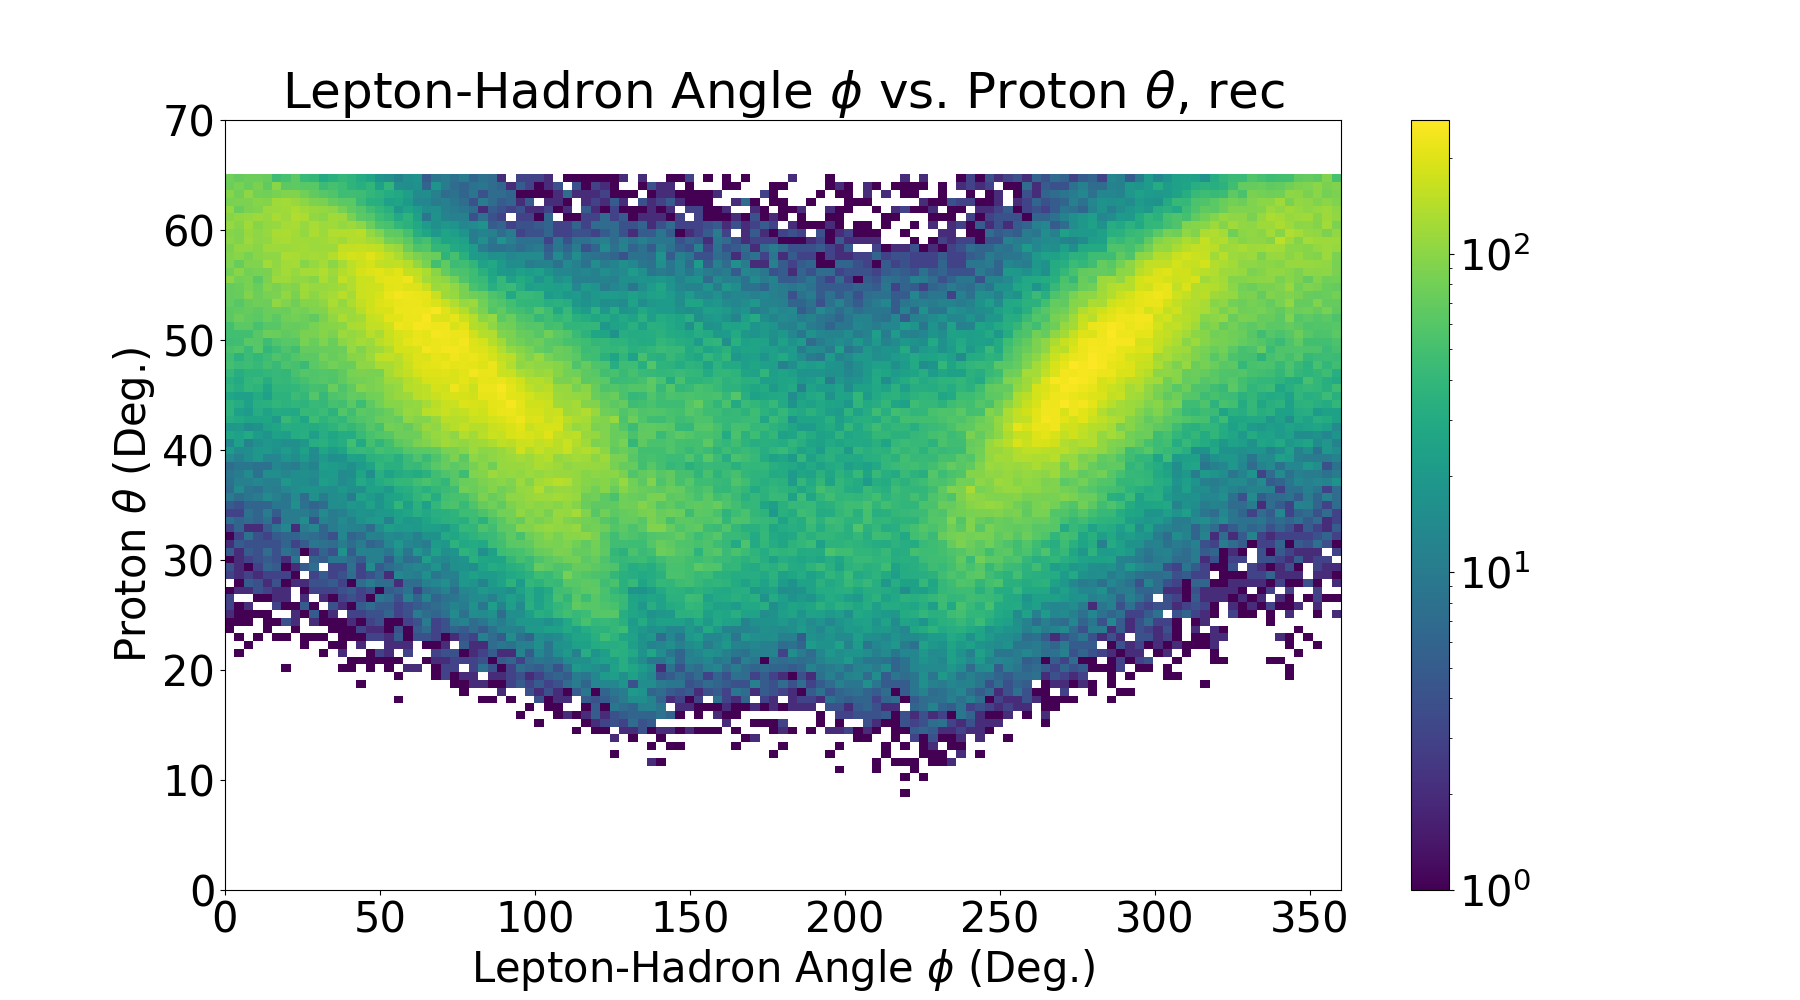 Lepton-Hadron Angle ϕ vs. Proton θ, rec
70
60
50
40
30
20
10
0
Proton θ (Deg.)
0 50 100 150 200 250 300 350
Lepton-Hadron Angle ϕ (Deg.)
10²
10¹
10⁰